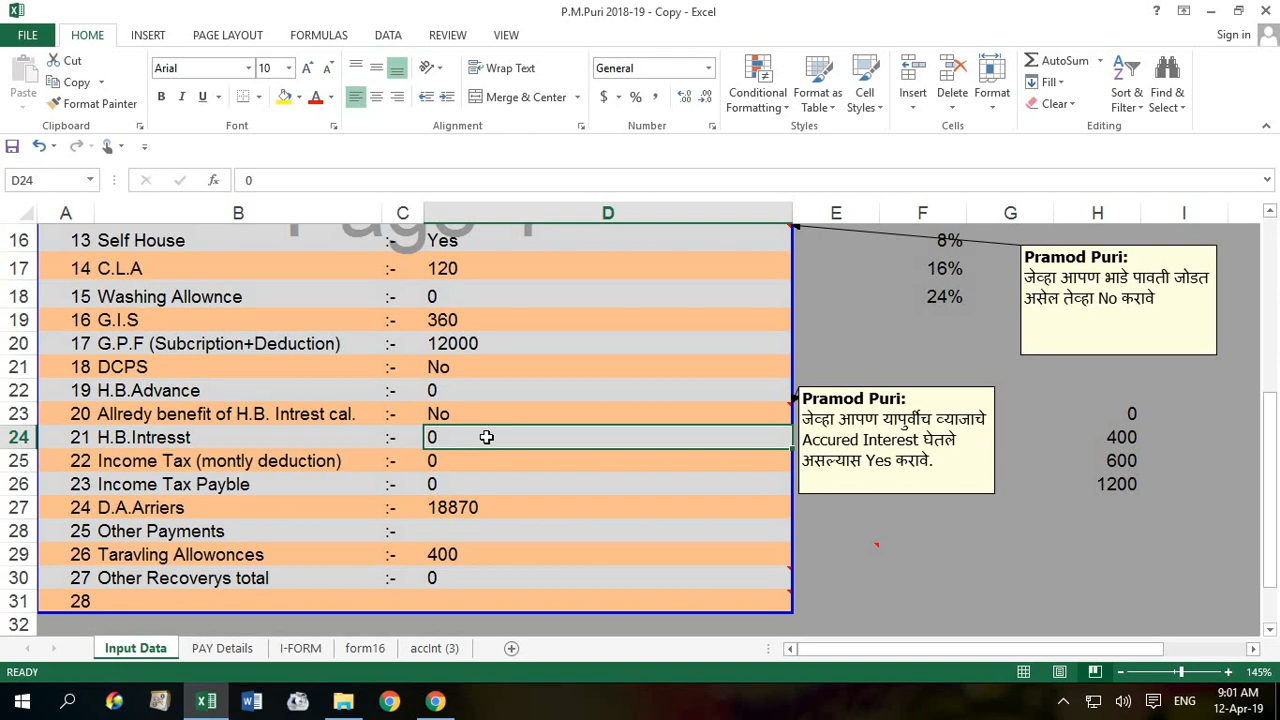 P.M.Puri 2018-19 - Copy - Excel
FILE HOME INSERT PAGE LAYOUT FORMULAS DATA REVIEW VIEW Sign in
Paste
Cut
Copy
Format Painter
Clipboard
Arial 10
B I U
Font
Wrap Text
Merge & Center
Alignment
General
$ % ,
Number
Conditional Formatting
Format as Table
Cell Styles
Styles
Insert
Delete
Format
Cells
AutoSum
Fill
Clear
Sort & Filter
Find & Select
Editing
D24 fx 0
A B C D E F G H I
Page 1
16 13 Self House :- Yes 8%
17 14 C.L.A :- 120 16%
18 15 Washing Allownce :- 0 24%
19 16 G.I.S :- 360
20 17 G.P.F (Subcription+Deduction) :- 12000
21 18 DCPS :- No
22 19 H.B.Advance :- 0
23 20 Allredy benefit of H.B. Intrest cal. :- No 0
24 21 H.B.Intresst :- 0 400
25 22 Income Tax (montly deduction) :- 0 600
26 23 Income Tax Payble :- 0 1200
27 24 D.A.Arriers :- 18870
28 25 Other Payments :-
29 26 Taravling Allowonces :- 400
30 27 Other Recoverys total :- 0
31 28
32
Pramod Puri:
जेव्हा आपण भाडे पावती जोडत
असेल तेव्हा No करावे
Pramod Puri:
जेव्हा आपण यापुर्वीच व्याजाचे
Accured Interest घेतले
असल्यास Yes करावे.
Input Data PAY Details I-FORM form16 accInt (3)
READY 145%
ENG 9:01 AM
12-Apr-19